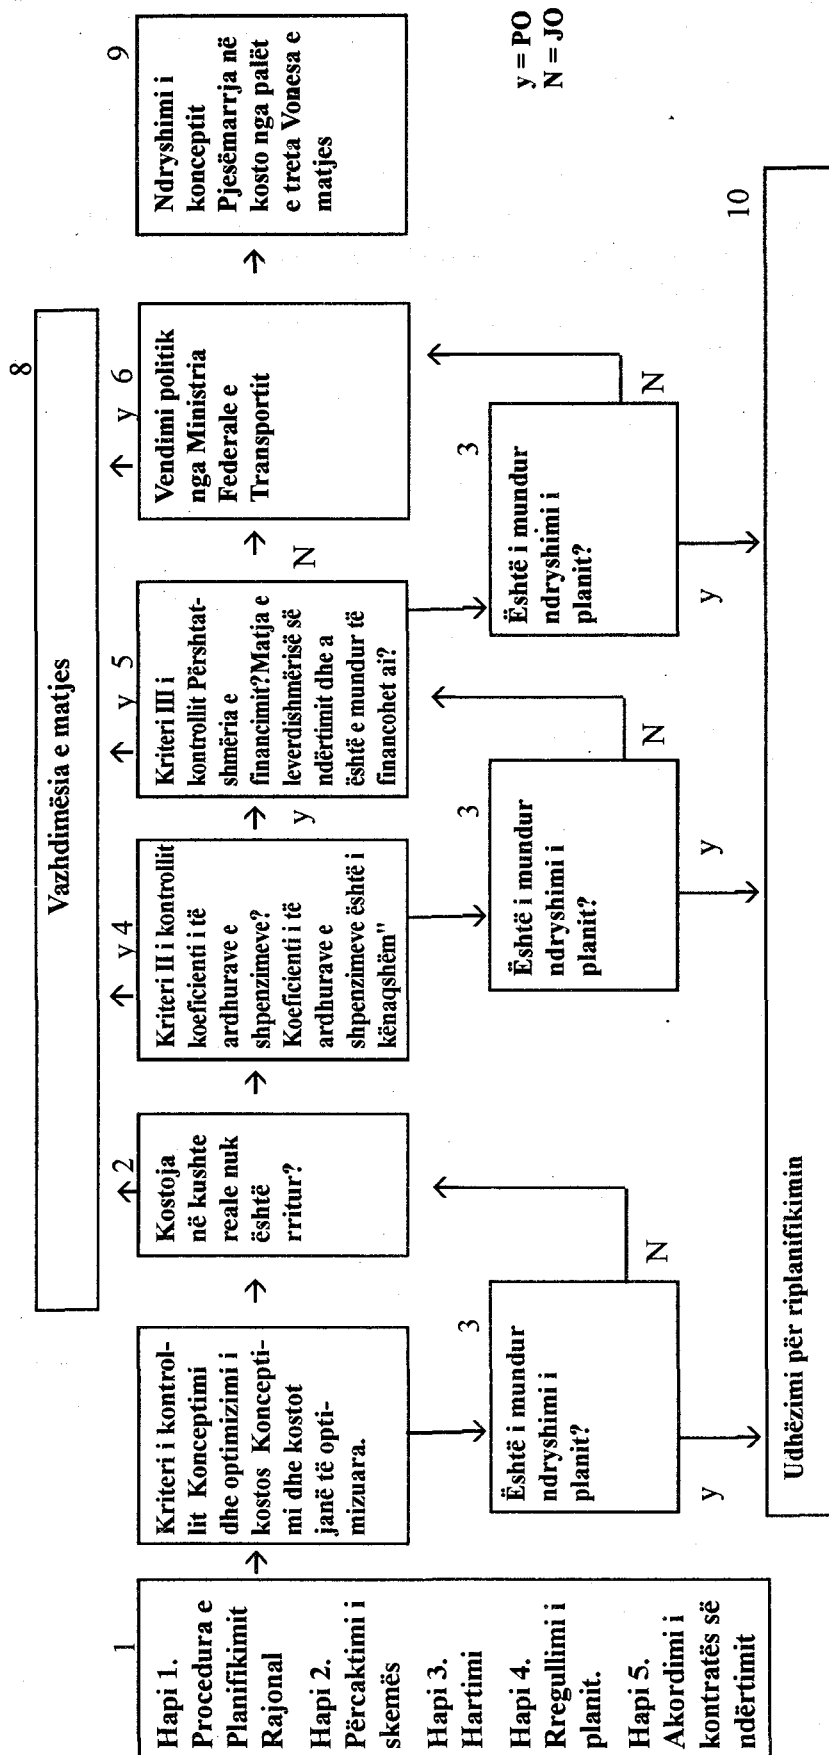 8
Vazhdimësia e matjes
1
Hapi 1.
Procedura e
Planifikimit
Rajonal
Hapi 2.
Përcaktimi i
skemës
Hapi 3.
Hartimi
Hapi 4.
Rregullimi i
planit.
Hapi 5.
Akordimi i
kontratës së
ndërtimit
Kriteri i kontrol-
lit Konceptimi
dhe optimizimi i
kostos Koncepti-
mi dhe kostot
janë të opti-
mizuara.
2
Kostoja
në kushte
reale nuk
është
rritur?
y 4
Kriteri II i kontrollit
koeficienti i të
ardhurave e
shpenzimeve?
Koeficienti i të
ardhurave e
shpenzimeve është i
kënaqshëm"
y
y 5
Kriteri III i
kontrollit Përshtat-
shmëria e
financimit?Matja e
leverdishmërisë së
ndërtimit dhe a
është e mundur të
financohet ai?
N
y 6
Vendimi politik
nga Ministria
Federale e
Transportit
9
Ndryshimi i
konceptit
Pjesëmarrja në
kosto nga palët
e treta Vonesa e
matjes
3
Është i mundur
ndryshimi i
planit?
N
y
3
Është i mundur
ndryshimi i
planit?
N
y
3
Është i mundur
ndryshimi i
planit?
N
y
y = PO
N = JO
10
Udhëzimi për riplanifikimin